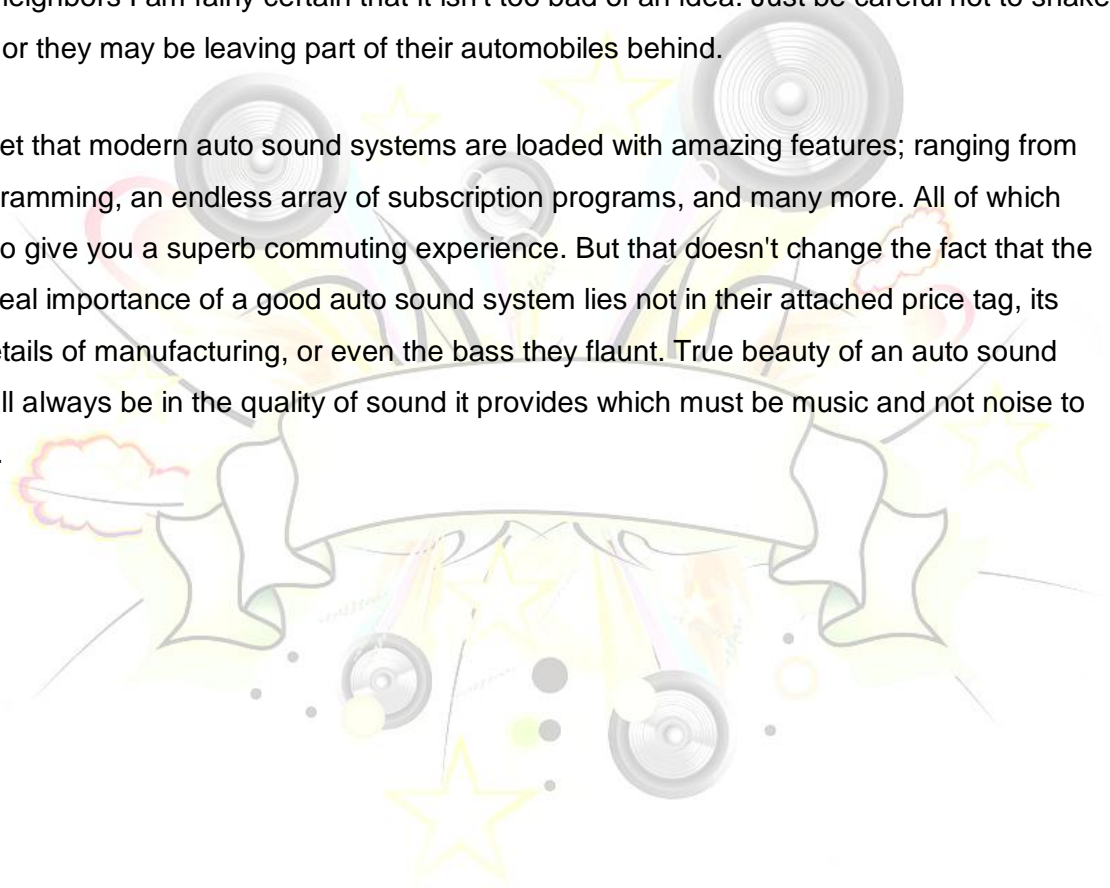 neighbors I am fairly certain that it isn't too bad of an idea. Just be careful not to shake
or they may be leaving part of their automobiles behind.
et that modern auto sound systems are loaded with amazing features; ranging from
ramming, an endless array of subscription programs, and many more. All of which
o give you a superb commuting experience. But that doesn't change the fact that the
eal importance of a good auto sound system lies not in their attached price tag, its
tails of manufacturing, or even the bass they flaunt. True beauty of an auto sound
ll always be in the quality of sound it provides which must be music and not noise to
.